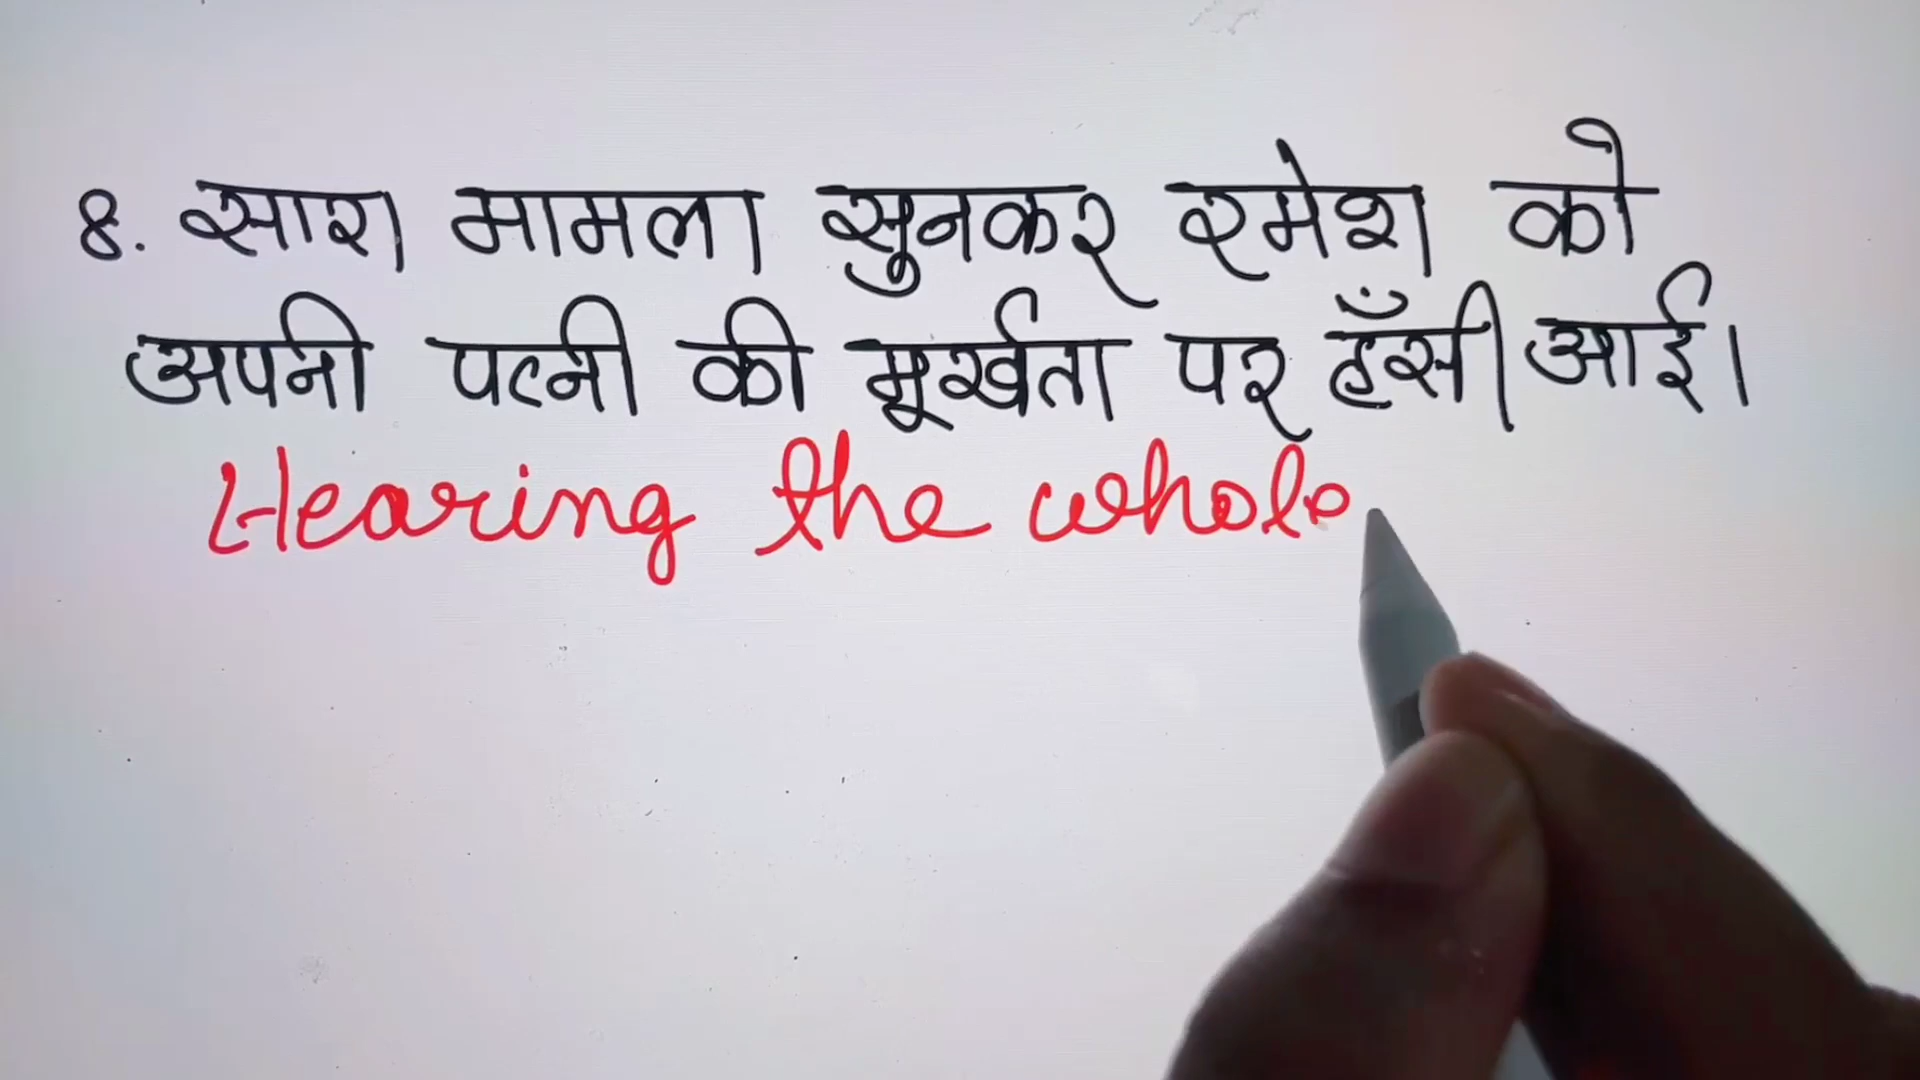 8. सारा मामला सुनकर रमेश को
अपनी पत्नी की मूर्खता पर हँसी आई।
Hearing the whole